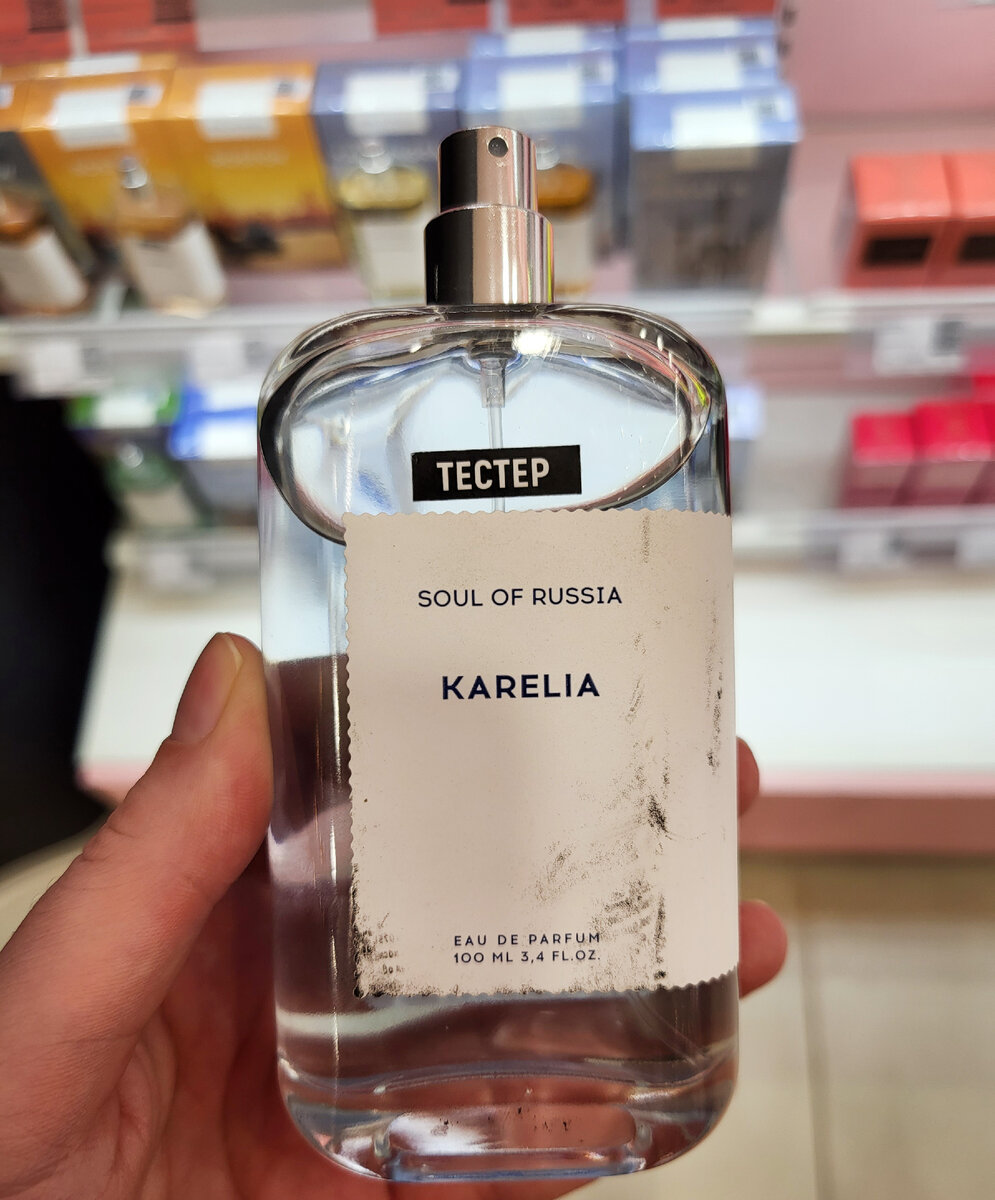 ТЕСТЕР
SOUL OF RUSSIA
KARELIA
EAU DE PARFUM
100 ML 3,4 FL.OZ.